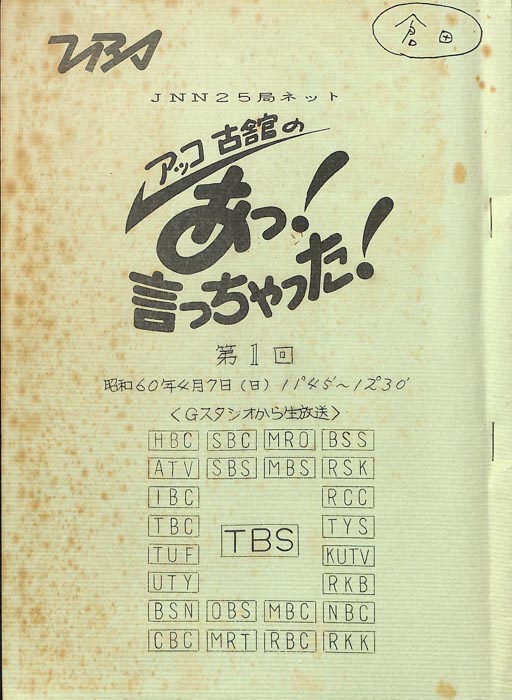 TBS
倉田
JNN25局ネット
アッコ 古舘の
あっ!
言っちゃった!
第1回
昭和60年4月7日(日) 11°45'~12°30'
<Gスタジオから生放送>
HBC SBC MRO BSS
ATV SBS MBS RSK
IBC RCC
TBC TYS
TBS
TUF KUTV
UTY RKB
BSN OBS MBC NBC
CBC MRT RBC RKK